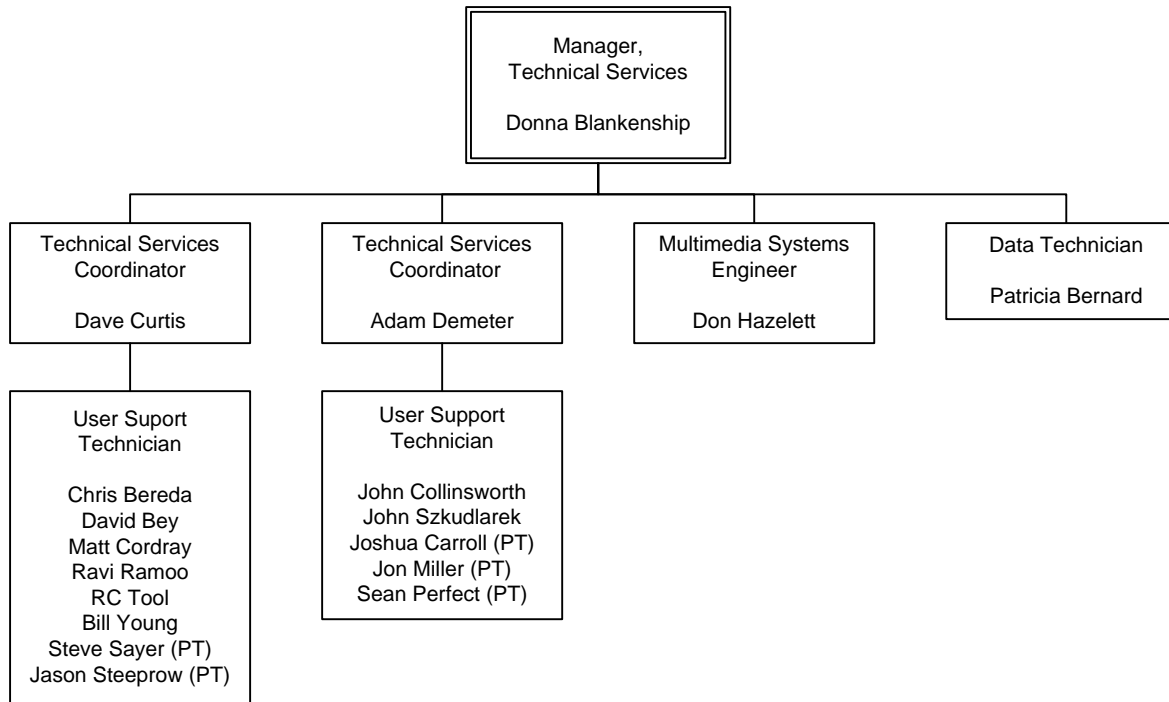 Manager,
Technical Services
Donna Blankenship
Technical Services
Coordinator
Dave Curtis
Technical Services
Coordinator
Adam Demeter
Multimedia Systems
Engineer
Don Hazelett
Data Technician
Patricia Bernard
User Suport
Technician
Chris Bereda
David Bey
Matt Cordray
Ravi Ramoo
RC Tool
Bill Young
Steve Sayer (PT)
Jason Steeprow (PT)
User Support
Technician
John Collinsworth
John Szkudlarek
Joshua Carroll (PT)
Jon Miller (PT)
Sean Perfect (PT)